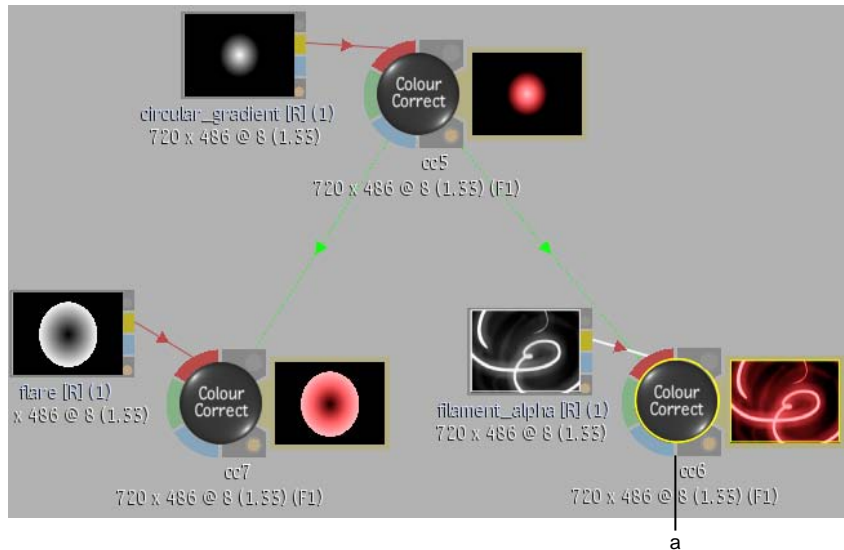 Colour
Correct
circular_gradient [R] (1)
720 x 486 @ 8 (1.33)
cc5
720 x 486 @ 8 (1.33) (F1)
Colour
Correct
flare [R] (1)
x 486 @ 8 (1.33)
cc7
720 x 486 @ 8 (1.33) (F1)
Colour
Correct
filament_alpha [R] (1)
720 x 486 @ 8 (1.33)
cc6
720 x 486 @ 8 (1.33) (F1)
a